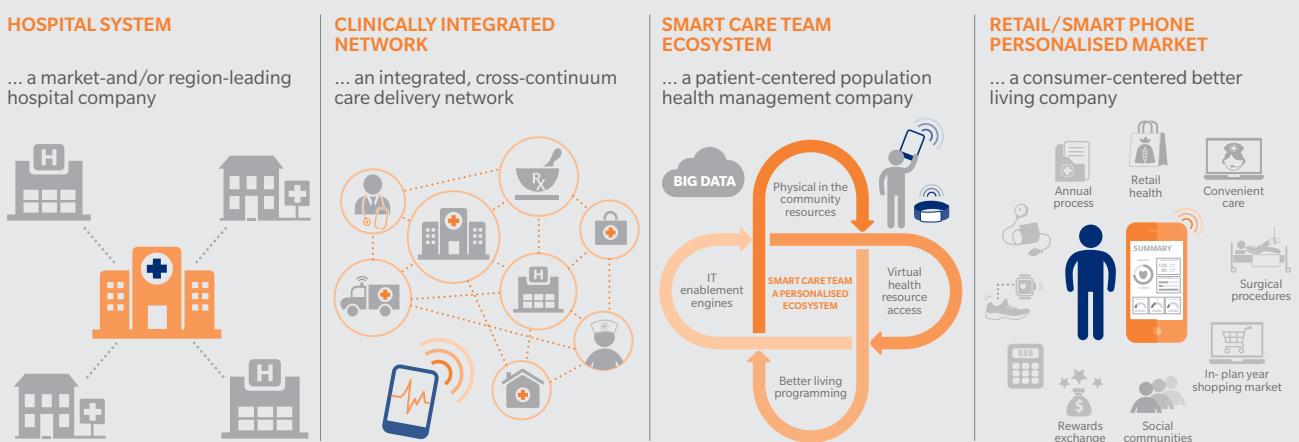 HOSPITAL SYSTEM
... a market-and/or region-leading
hospital company
H
H
CLINICALLY INTEGRATED
NETWORK
... an integrated, cross-continuum
care delivery network
RX
H
SMART CARE TEAM
ECOSYSTEM
... a patient-centered population
health management company
BIG DATA
Physical in the
community
resources
IT
enablement
engines
SMART CARE TEAM
A PERSONALISED
ECOSYSTEM
Virtual
health
resource
access
Better living
programming
RETAIL/SMART PHONE
PERSONALISED MARKET
... a consumer-centered better
living company
Annual
process
Retail
health
Convenient
care
SUMMARY
Surgical
procedures
$$$
In- plan year
shopping market
$
Rewards
exchange
Social
communities